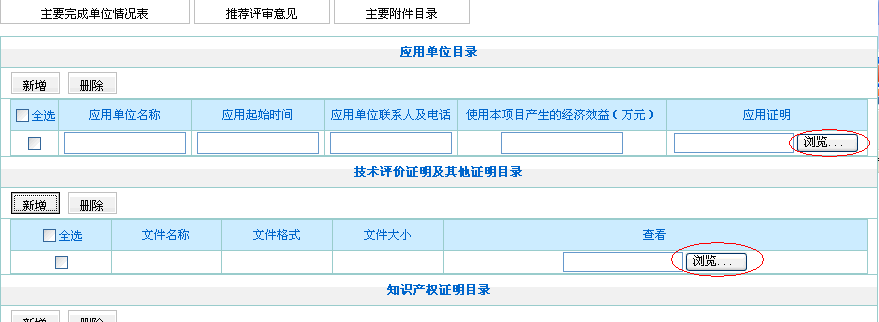 主要完成单位情况表 推荐评审意见 主要附件目录
应用单位目录
新增 删除
全选 应用单位名称 应用起始时间 应用单位联系人及电话 使用本项目产生的经济效益（万元） 应用证明
浏览...
技术评价证明及其他证明目录
新增 删除
全选 文件名称 文件格式 文件大小 查看
浏览...
知识产权证明目录
新增 删除